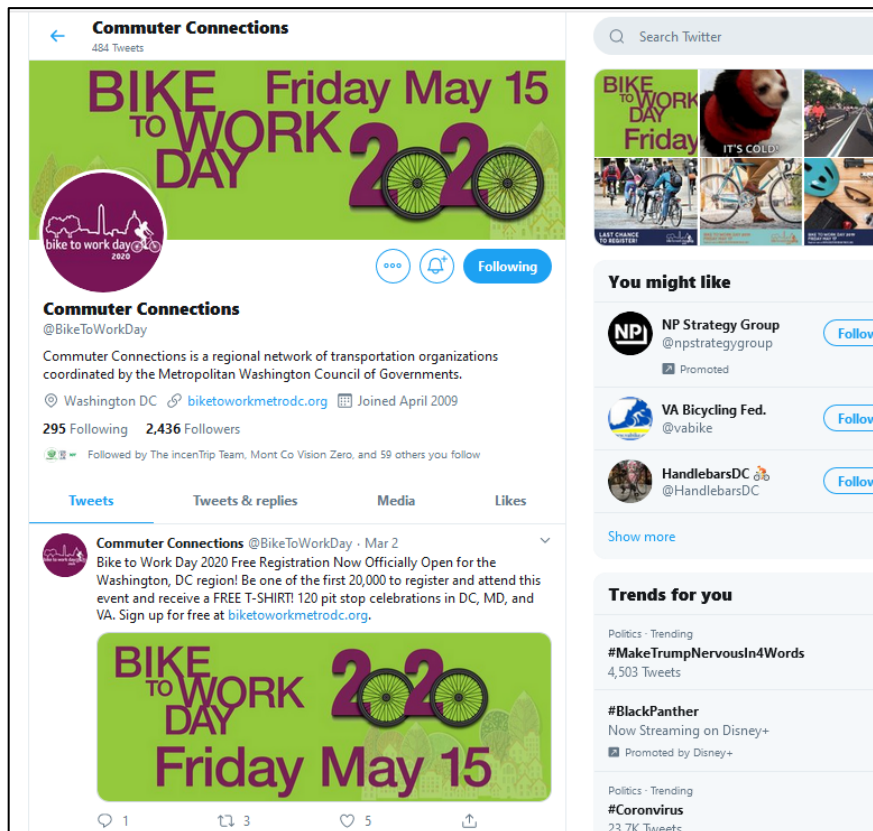 Commuter Connections
484 Tweets
BIKE TO WORK DAY
Friday May 15
2020
bike to work day
2020
Following
Commuter Connections
@BikeToWorkDay
Commuter Connections is a regional network of transportation organizations
coordinated by the Metropolitan Washington Council of Governments.
Washington DC biketoworkmetrodc.org Joined April 2009
295 Following 2,436 Followers
Followed by The incenTrip Team, Mont Co Vision Zero, and 59 others you follow
Tweets Tweets & replies Media Likes
Commuter Connections @BikeToWorkDay · Mar 2
Bike to Work Day 2020 Free Registration Now Officially Open for the
Washington, DC region! Be one of the first 20,000 to register and attend this
event and receive a FREE T-SHIRT! 120 pit stop celebrations in DC, MD, and
VA. Sign up for free at biketoworkmetrodc.org.
BIKE TO WORK DAY
2020
Friday May 15
1 3 5
Search Twitter
BIKE
TO WORK
DAY
Friday
IT'S COLD!
LAST CHANCE
TO REGISTER!
You might like
NP
NP Strategy Group
@npstrategygroup
Follow
Promoted
VA Bicycling Fed.
@vabike
Follow
HandlebarsDC
@HandlebarsDC
Follow
Show more
Trends for you
Politics · Trending
#MakeTrumpNervousIn4Words
4,503 Tweets
#BlackPanther
Now Streaming on Disney+
Promoted by Disney+
Politics · Trending
#Coronvirus
23.7K Tweets